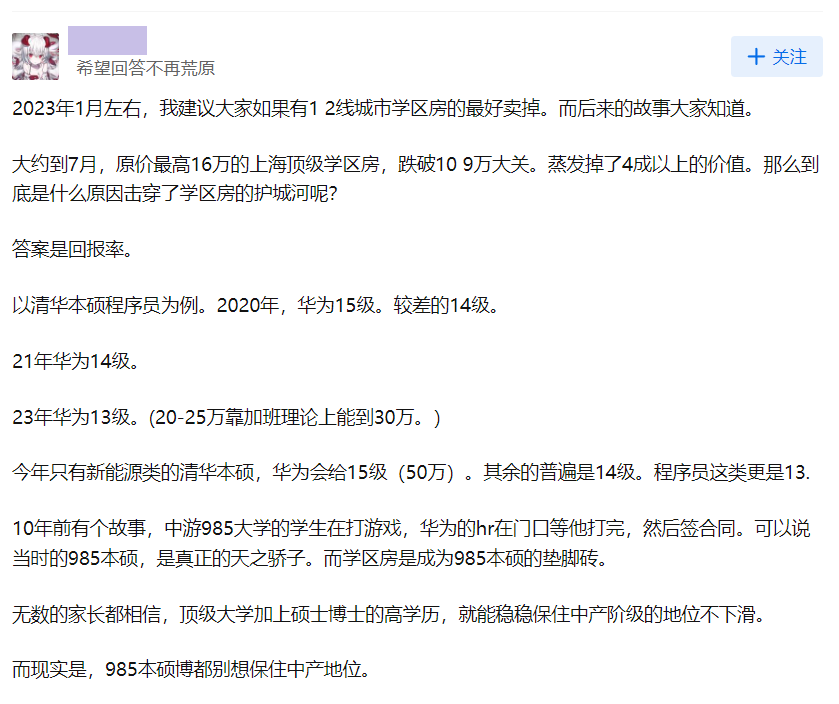 希望回答不再荒原
+ 关注
2023年1月左右，我建议大家如果有1 2线城市学区房的最好卖掉。而后来的故事大家知道。
大约到7月，原价最高16万的上海顶级学区房，跌破10 9万大关。蒸发掉了4成以上的价值。那么到
底是什么原因击穿了学区房的护城河呢？
答案是回报率。
以清华本硕程序员为例。2020年，华为15级。较差的14级。
21年华为14级。
23年华为13级。(20-25万靠加班理论上能到30万。)
今年只有新能源类的清华本硕，华为会给15级（50万）。其余的普遍是14级。程序员这类更是13.
10年前有个故事，中游985大学的学生在打游戏，华为的hr在门口等他打完，然后签合同。可以说
当时的985本硕，是真正的天之骄子。而学区房是成为985本硕的垫脚砖。
无数的家长都相信，顶级大学加上硕士博士的高学历，就能稳稳保住中产阶级的地位不下滑。
而现实是，985本硕博都别想保住中产地位。